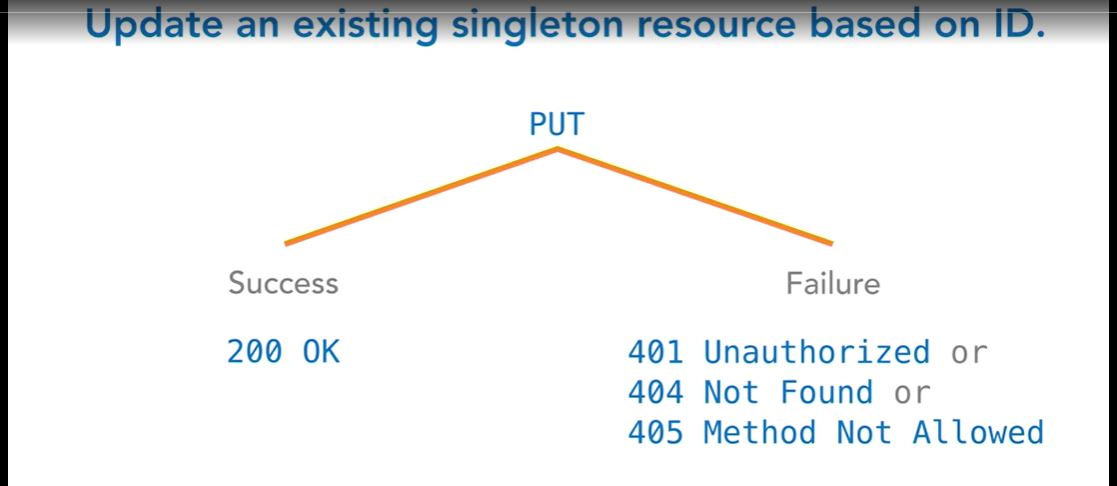 Update an existing singleton resource based on ID.
PUT
Success
Failure
200 OK
401 Unauthorized or
404 Not Found or
405 Method Not Allowed